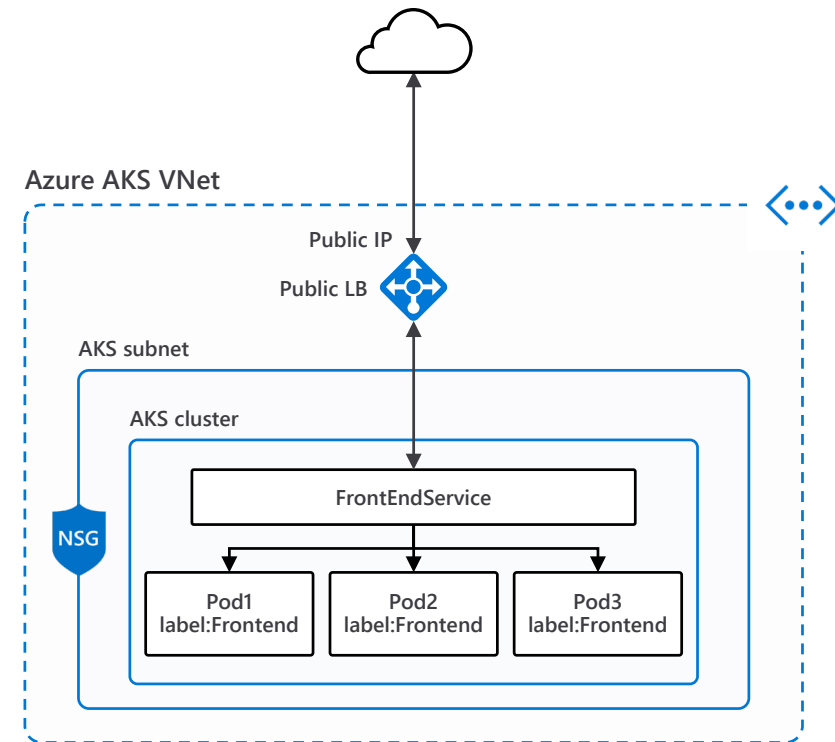 Azure AKS VNet
Public IP
Public LB
AKS subnet
AKS cluster
FrontEndService
NSG
Pod1
label:Frontend
Pod2
label:Frontend
Pod3
label:Frontend